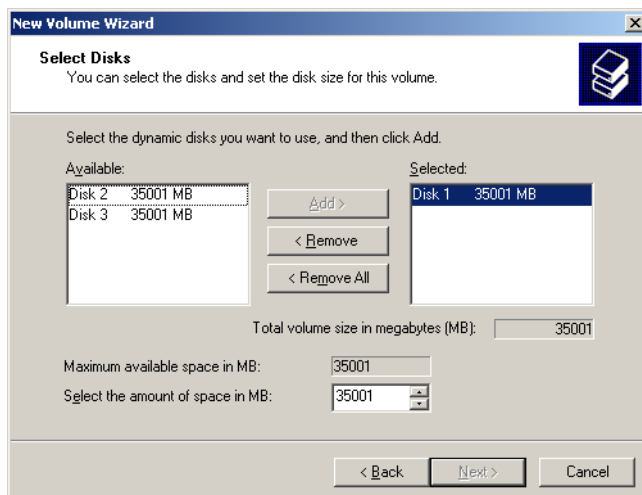 New Volume Wizard
Select Disks
You can select the disks and set the disk size for this volume.
Select the dynamic disks you want to use, and then click Add.
Available: Selected:
Disk 2 35001 MB Add > Disk 1 35001 MB
Disk 3 35001 MB
< Remove
< Remove All
Total volume size in megabytes (MB): 35001
Maximum available space in MB: 35001
Select the amount of space in MB: 35001
< Back Next > Cancel